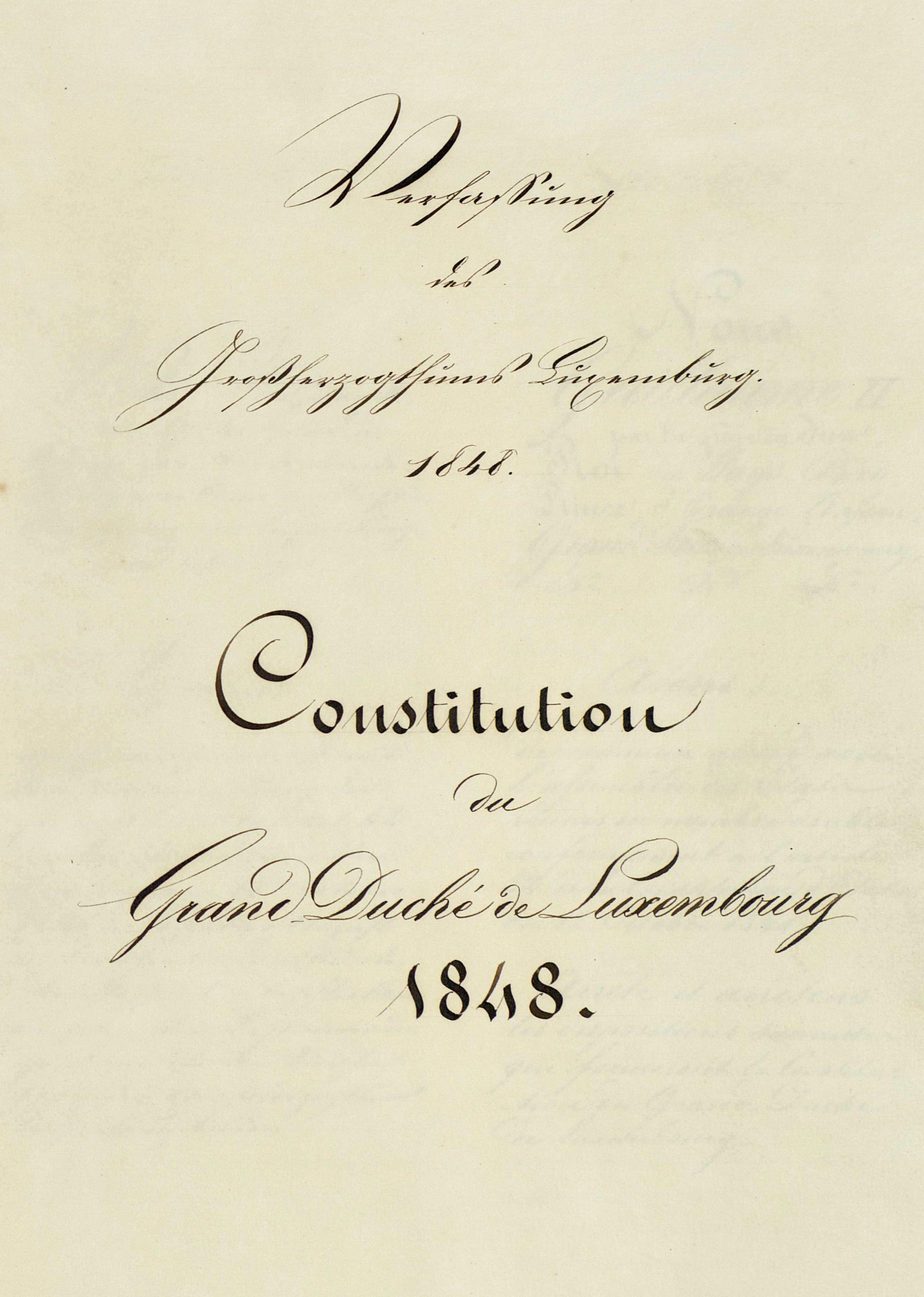 Verfassung
des
Großherzogthums Luxemburg.
1848.
Constitution
du
Grand Duché de Luxembourg
1848.